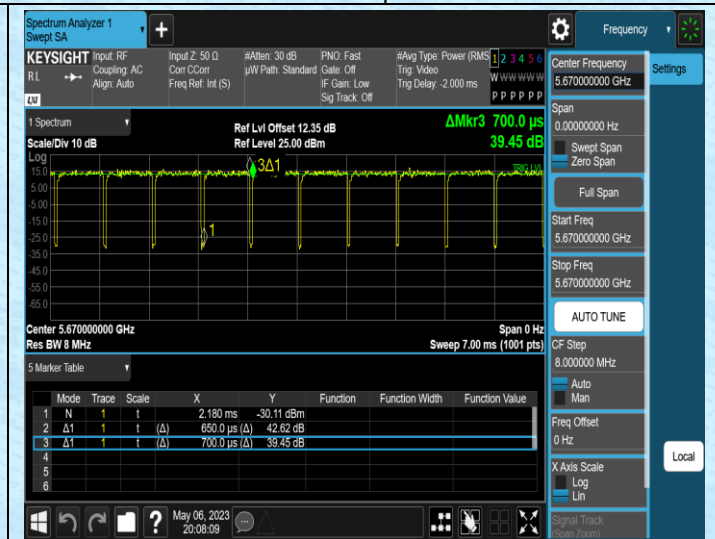 Spectrum Analyzer 1
Swept SA
+
Frequency
KEYSIGHT
RL
LXI
Input: RF
Coupling: AC
Align: Auto
Input Z: 50 Ω
Corr CCorr
Freq Ref: Int (S)
#Atten: 30 dB
µW Path: Standard
PNO: Fast
Gate: Off
IF Gain: Low
Sig Track: Off
#Avg Type: Power (RMS
Trig: Video
Trig Delay: -2.000 ms
1 2 3 4 5 6
W W W W W W
P P P P P P
1 Spectrum
Scale/Div 10 dB
Ref Lvl Offset 12.35 dB
Ref Level 25.00 dBm
ΔMkr3 700.0 µs
39.45 dB
Log
15.0
5.00
-5.00
-15.0
-25.0
-35.0
-45.0
-55.0
-65.0
3Δ1
1
TRIG LVL
Center 5.670000000 GHz
Res BW 8 MHz
Span 0 Hz
Sweep 7.00 ms (1001 pts)
5 Marker Table
Mode Trace Scale X Y Function Function Width Function Value
1 N 1 t 2.180 ms -30.11 dBm
2 Δ1 1 t (Δ) 650.0 µs (Δ) 42.62 dB
3 Δ1 1 t (Δ) 700.0 µs (Δ) 39.45 dB
4
5
6
?
May 06, 2023
20:08:09
Center Frequency
5.670000000 GHz
Span
0.00000000 Hz
Swept Span
Zero Span
Full Span
Start Freq
5.670000000 GHz
Stop Freq
5.670000000 GHz
AUTO TUNE
CF Step
8.000000 MHz
Auto
Man
Freq Offset
0 Hz
X Axis Scale
Log
Lin
Signal Track
(Span Zoom)
Settings
Local